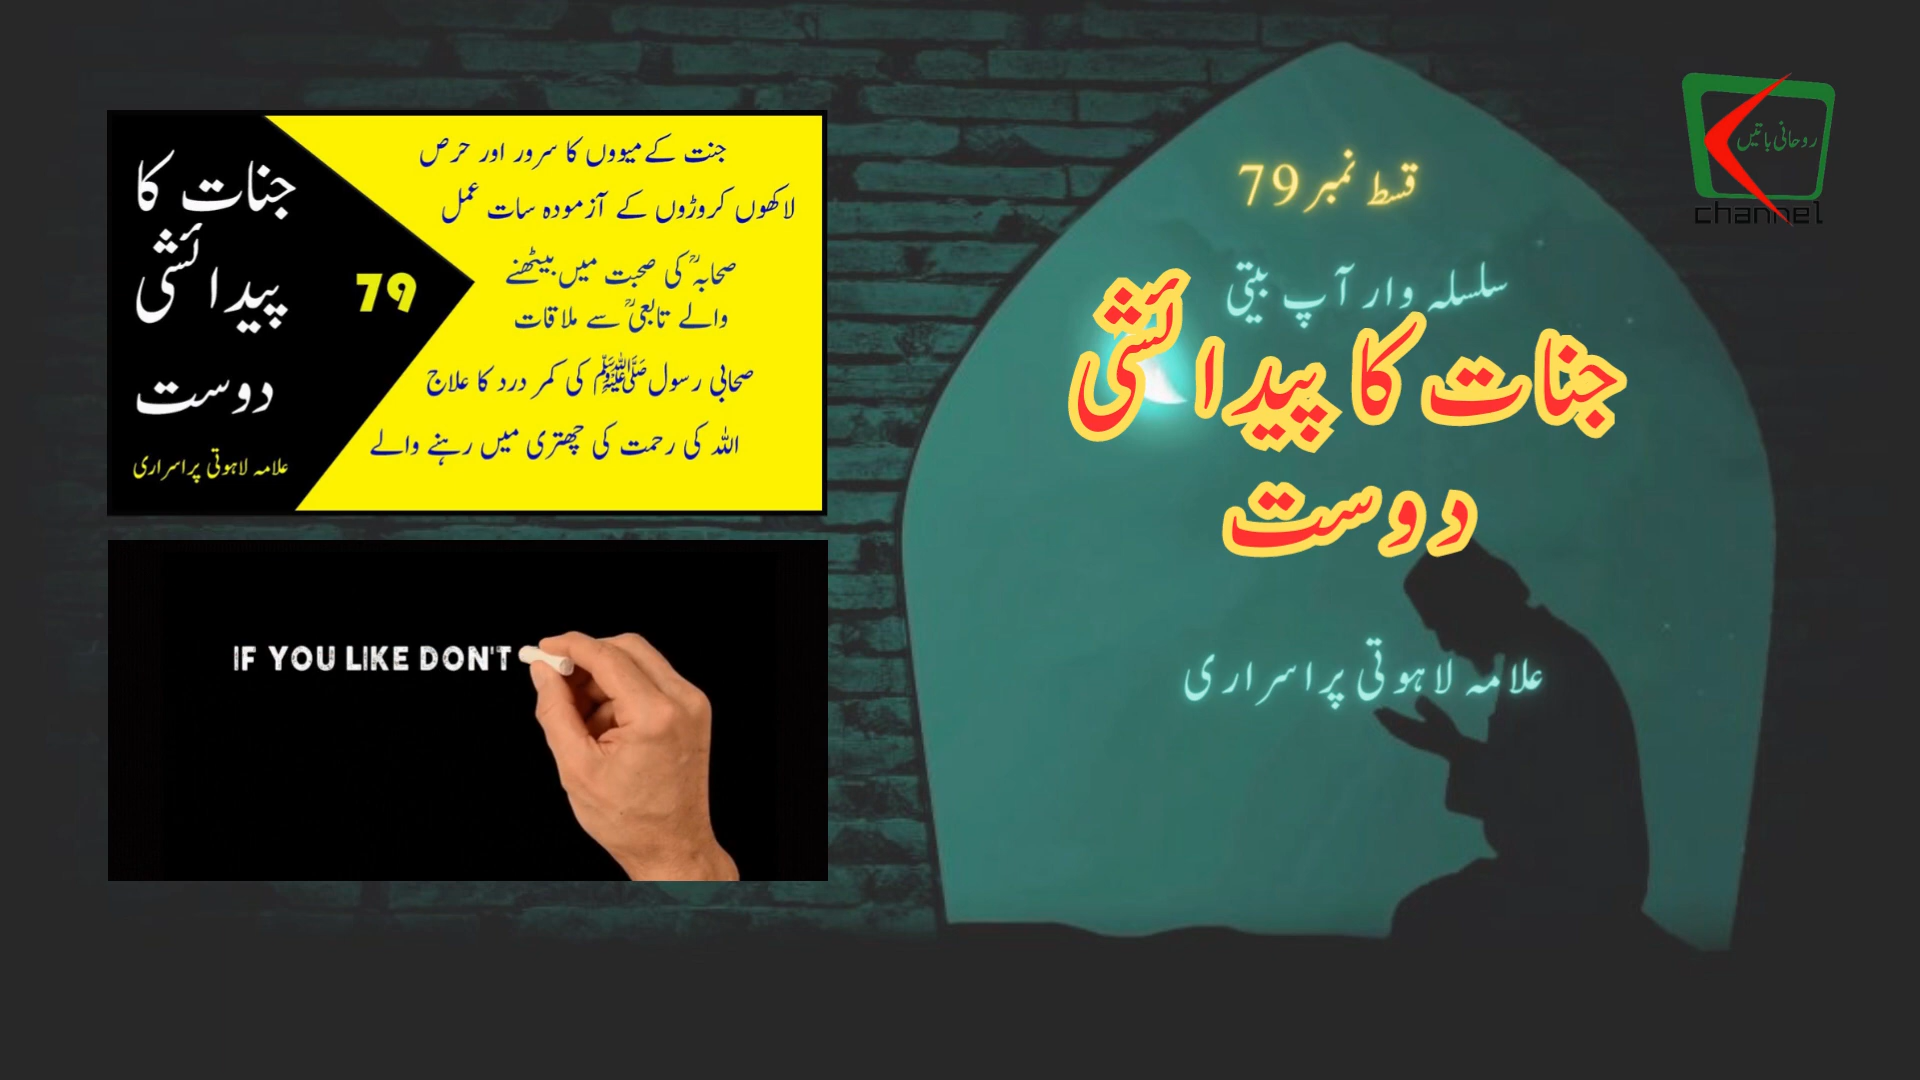 جنات کا
پیدائشی
دوست
علامہ لاہوتی پراسراری
79
جنت کے میووں کا سرور اور حرص
لاکھوں کروڑوں کے آزمودہ سات عمل
صحابہؓ کی صحبت میں بیٹھنے
والے تابعیؒ سے ملاقات
صحابی رسولﷺ کی کمر درد کا علاج
اللہ کی رحمت کی چھتری میں رہنے والے
IF YOU LIKE DON'T
قسط نمبر 79
سلسلہ وار آپ بیتی
جنات کا پیدائشی
دوست
علامہ لاہوتی پراسراری
روحانی باتیں
channel